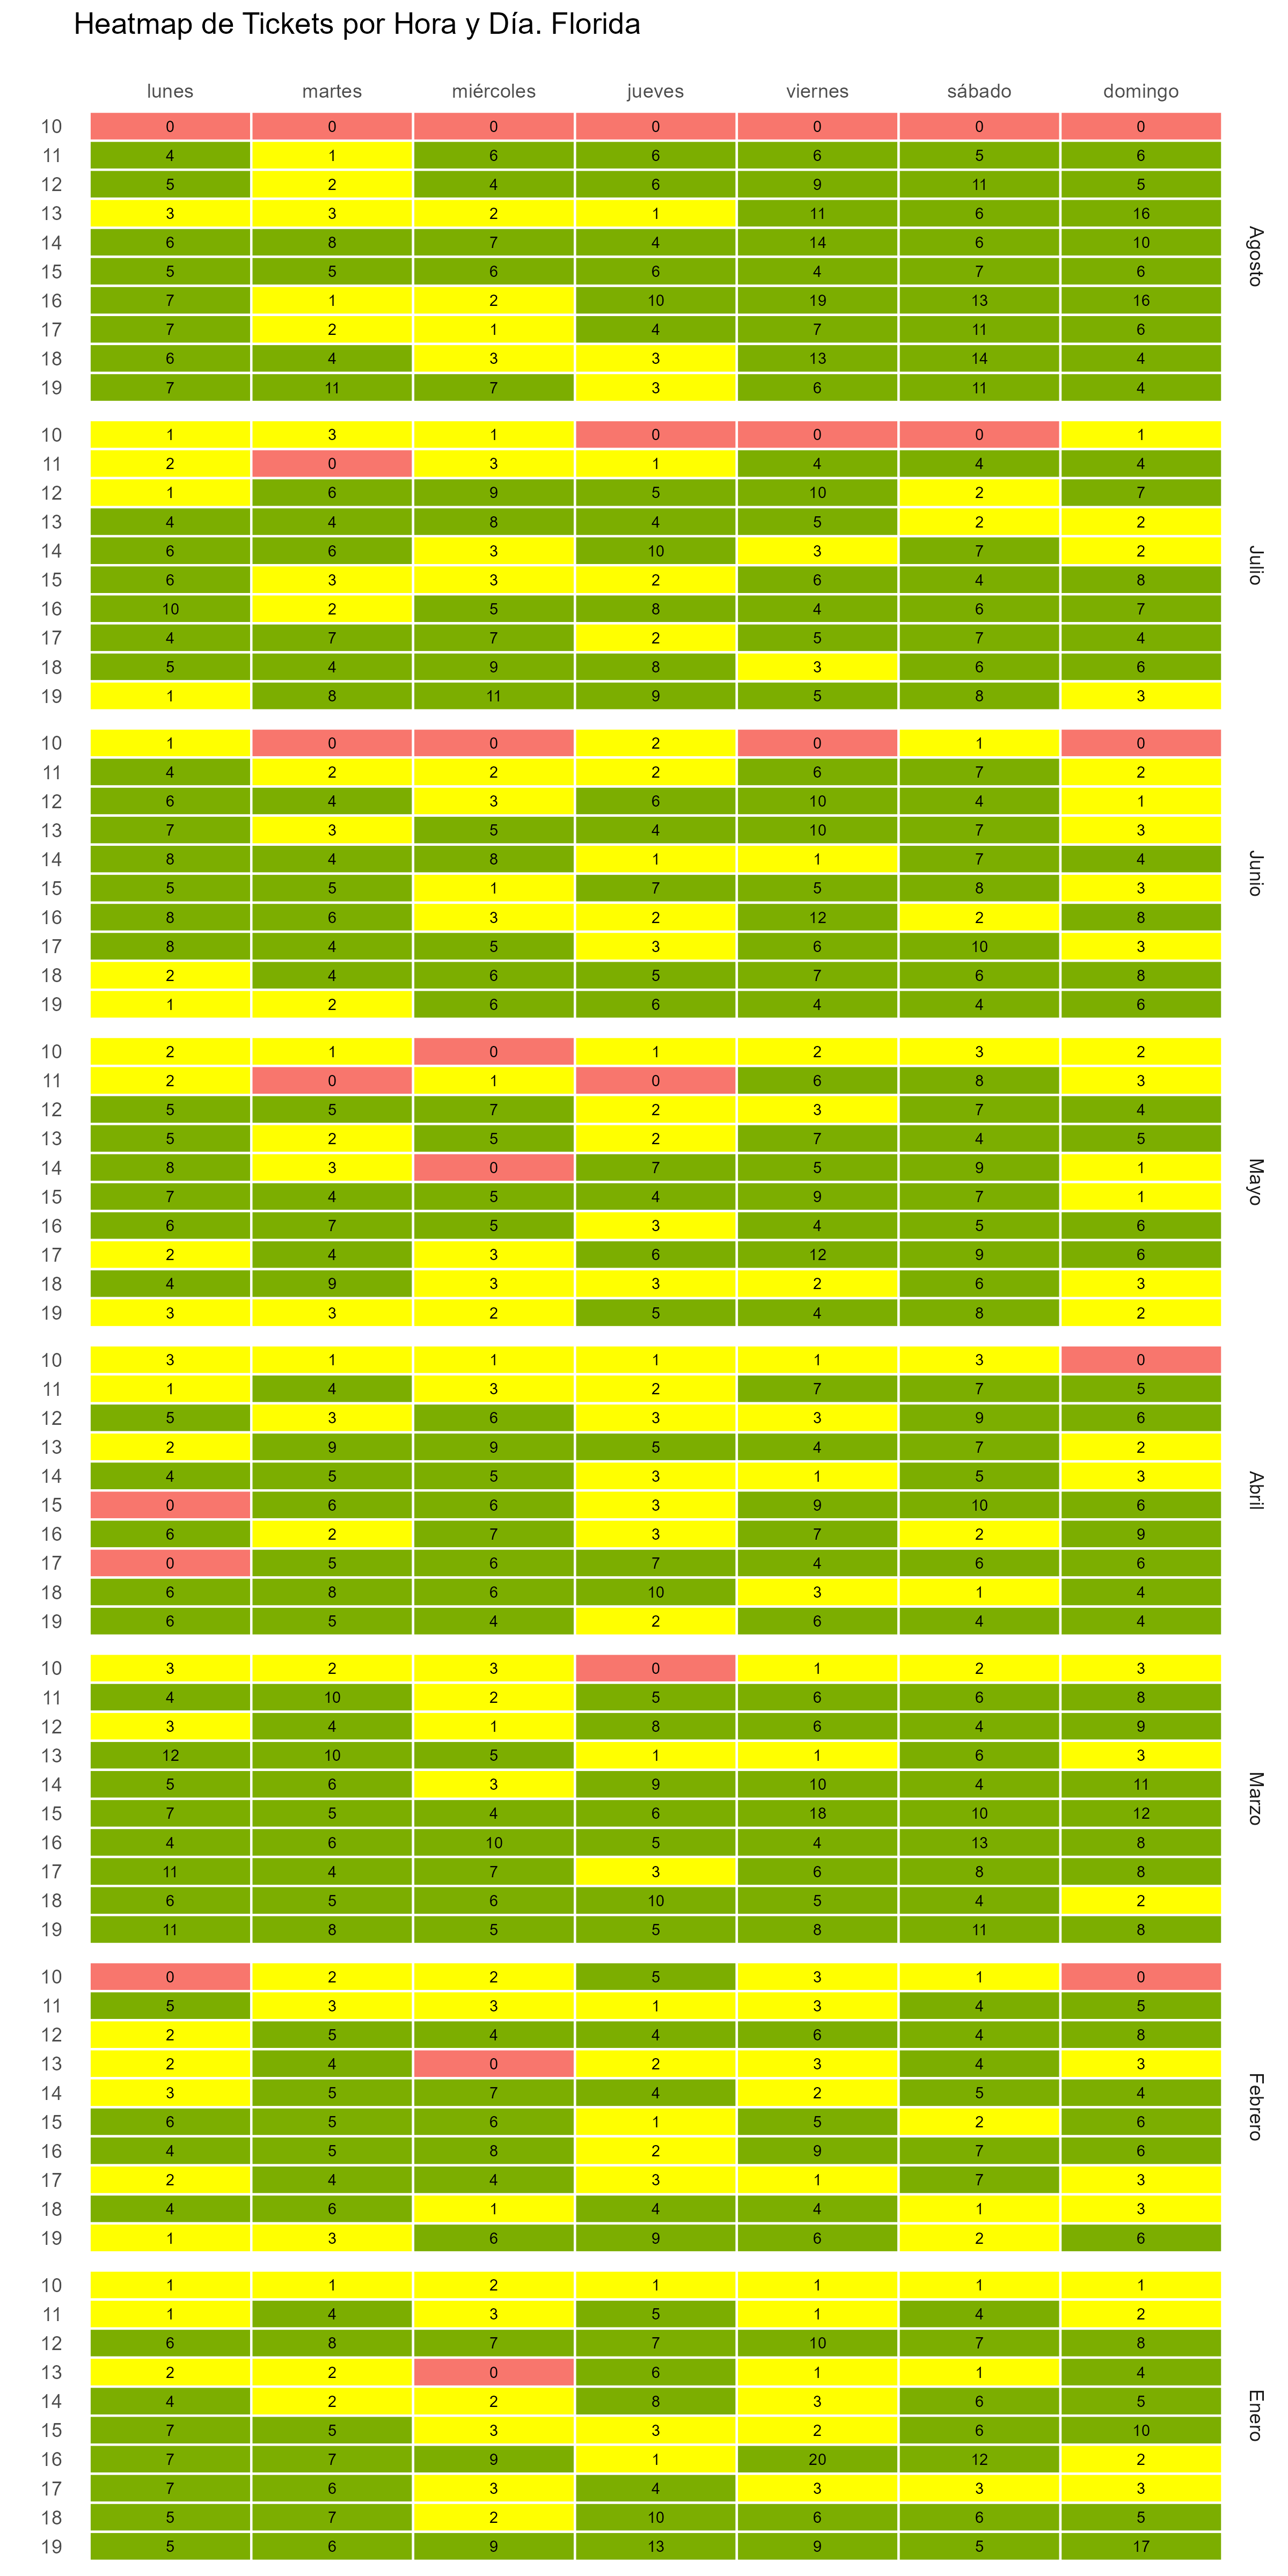 Heatmap de Tickets por Hora y Día. Florida
lunes martes miércoles jueves viernes sábado domingo
10 0 0 0 0 0 0 0
11 4 1 6 6 6 5 6
12 5 2 4 6 9 11 5
13 3 3 2 1 11 6 16
14 6 8 7 4 14 6 10
15 5 5 6 6 4 7 6
16 7 1 2 10 19 13 16
17 7 2 1 4 7 11 6
18 6 4 3 3 13 14 4
19 7 11 7 3 6 11 4
Agosto
10 1 3 1 0 0 0 1
11 2 0 3 1 4 4 4
12 1 6 9 5 10 2 7
13 4 4 8 4 5 2 2
14 6 6 3 10 3 7 2
15 6 3 3 2 6 4 8
16 10 2 5 8 4 6 7
17 4 7 7 2 5 7 4
18 5 4 9 8 3 6 6
19 1 8 11 9 5 8 3
Julio
10 1 0 0 2 0 1 0
11 4 2 2 2 6 7 2
12 6 4 3 6 10 4 1
13 7 3 5 4 10 7 3
14 8 4 8 1 1 7 4
15 5 5 1 7 5 8 3
16 8 6 3 2 12 2 8
17 8 4 5 3 6 10 3
18 2 4 6 5 7 6 8
19 1 2 6 6 4 4 6
Junio
10 2 1 0 1 2 3 2
11 2 0 1 0 6 8 3
12 5 5 7 2 3 7 4
13 5 2 5 2 7 4 5
14 8 3 0 7 5 9 1
15 7 4 5 4 9 7 1
16 6 7 5 3 4 5 6
17 2 4 3 6 12 9 6
18 4 9 3 3 2 6 3
19 3 3 2 5 4 8 2
Mayo
10 3 1 1 1 1 3 0
11 1 4 3 2 7 7 5
12 5 3 6 3 3 9 6
13 2 9 9 5 4 7 2
14 4 5 5 3 1 5 3
15 0 6 6 3 9 10 6
16 6 2 7 3 7 2 9
17 0 5 6 7 4 6 6
18 6 8 6 10 3 1 4
19 6 5 4 2 6 4 4
Abril
10 3 2 3 0 1 2 3
11 4 10 2 5 6 6 8
12 3 4 1 8 6 4 9
13 12 10 5 1 1 6 3
14 5 6 3 9 10 4 11
15 7 5 4 6 18 10 12
16 4 6 10 5 4 13 8
17 11 4 7 3 6 8 8
18 6 5 6 10 5 4 2
19 11 8 5 5 8 11 8
Marzo
10 0 2 2 5 3 1 0
11 5 3 3 1 3 4 5
12 2 5 4 4 6 4 8
13 2 4 0 2 3 4 3
14 3 5 7 4 2 5 4
15 6 5 6 1 5 2 6
16 4 5 8 2 9 7 6
17 2 4 4 3 1 7 3
18 4 6 1 4 4 1 3
19 1 3 6 9 6 2 6
Febrero
10 1 1 2 1 1 1 1
11 1 4 3 5 1 4 2
12 6 8 7 7 10 7 8
13 2 2 0 6 1 1 4
14 4 2 2 8 3 6 5
15 7 5 3 3 2 6 10
16 7 7 9 1 20 12 2
17 7 6 3 4 3 3 3
18 5 7 2 10 6 6 5
19 5 6 9 13 9 5 17
Enero